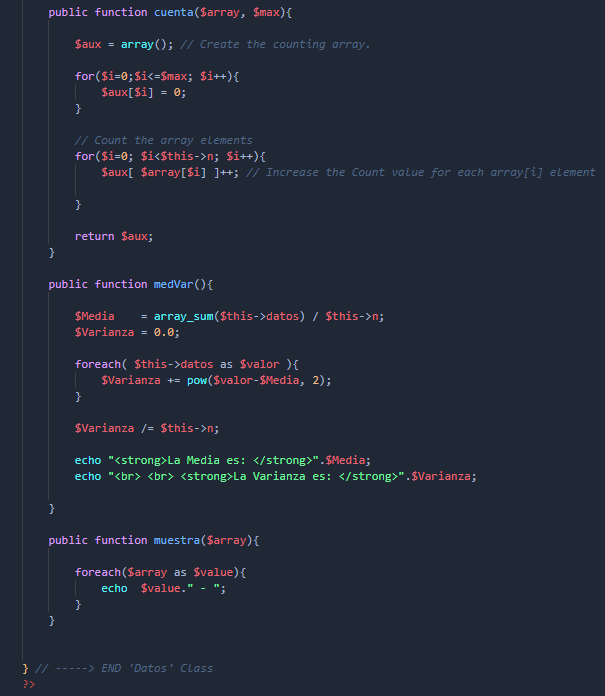 public function cuenta($array, $max){
$aux = array(); // Create the counting array.
for($i=0;$i<=$max; $i++){
$aux[$i] = 0;
}
// Count the array elements
for($i=0; $i<$this->n; $i++){
$aux[ $array[$i] ]++; // Increase the Count value for each array[i] element
}
return $aux;
}
public function medVar(){
$Media    = array_sum($this->datos) / $this->n;
$Varianza = 0.0;
foreach( $this->datos as $valor ){
$Varianza += pow($valor-$Media, 2);
}
$Varianza /= $this->n;
echo "<strong>La Media es: </strong>".$Media;
echo "<br> <br> <strong>La Varianza es: </strong>".$Varianza;
}
public function muestra($array){
foreach($array as $value){
echo  $value." - ";
}
}
} // -----> END 'Datos' Class
?>